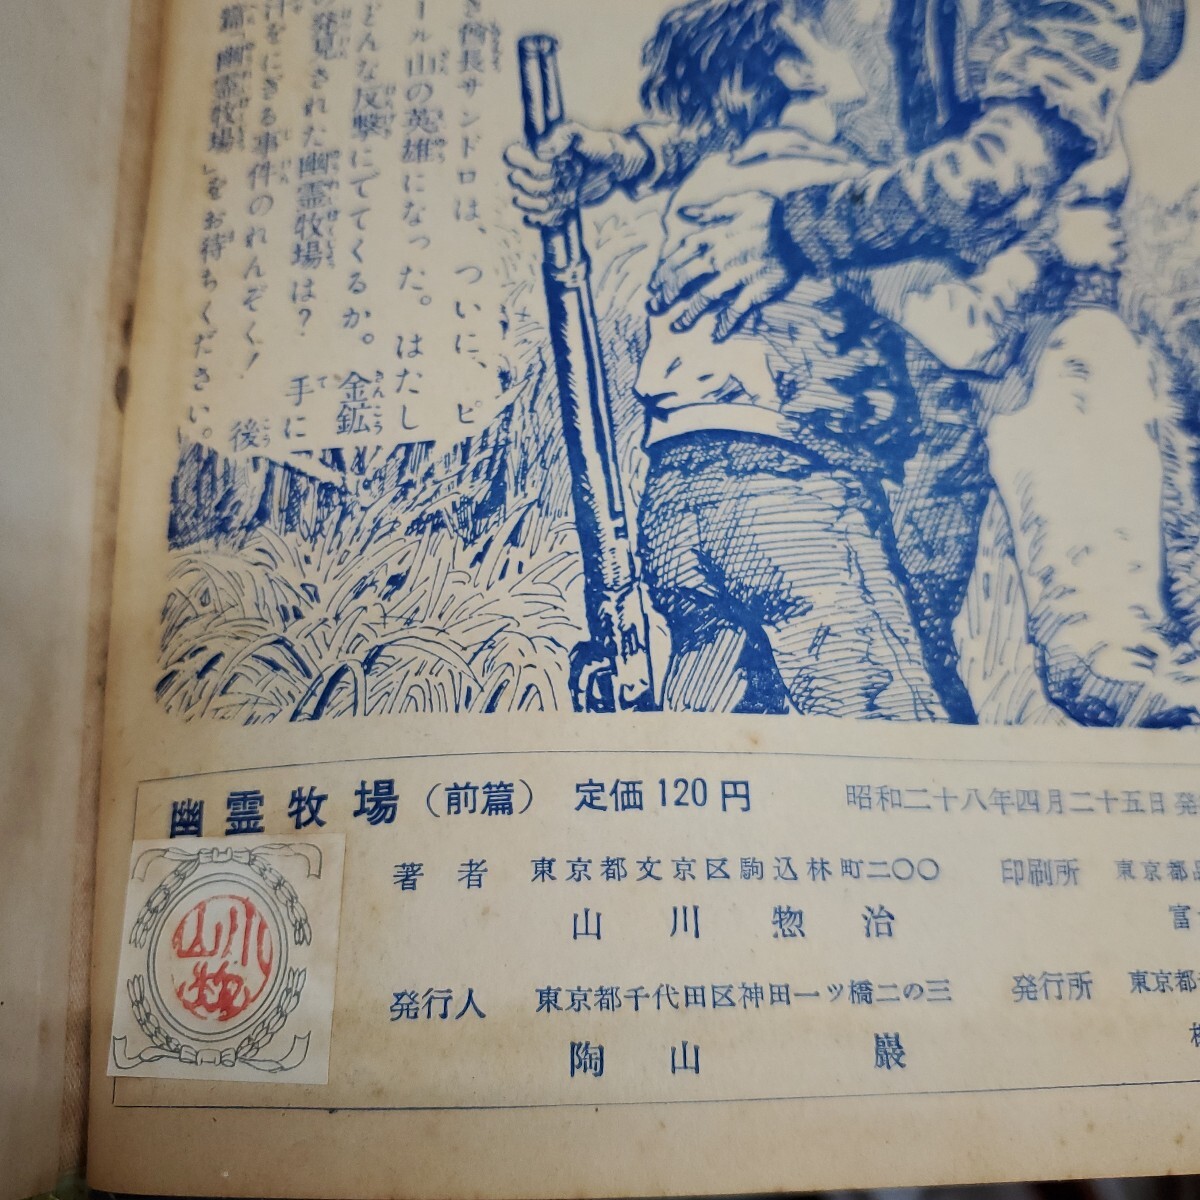 き酋長サンドロは、ついに、ピ
ール山の英雄になった。はたし
どんな反撃にでてくるか。金鉱
の発見された幽霊牧場は？　手に
汗をにぎる事件のれんぞく！　後
篇「幽霊牧場」をお待ちください。
幽霊牧場（前篇）　定価120円
昭和二十八年四月二十五日発
著者　東京都文京区駒込林町二〇〇
山川惣治
発行人　東京都千代田区神田一ッ橋二の三
陶山巖
印刷所　東京都品
富
発行所　東京都千
株
山川惣